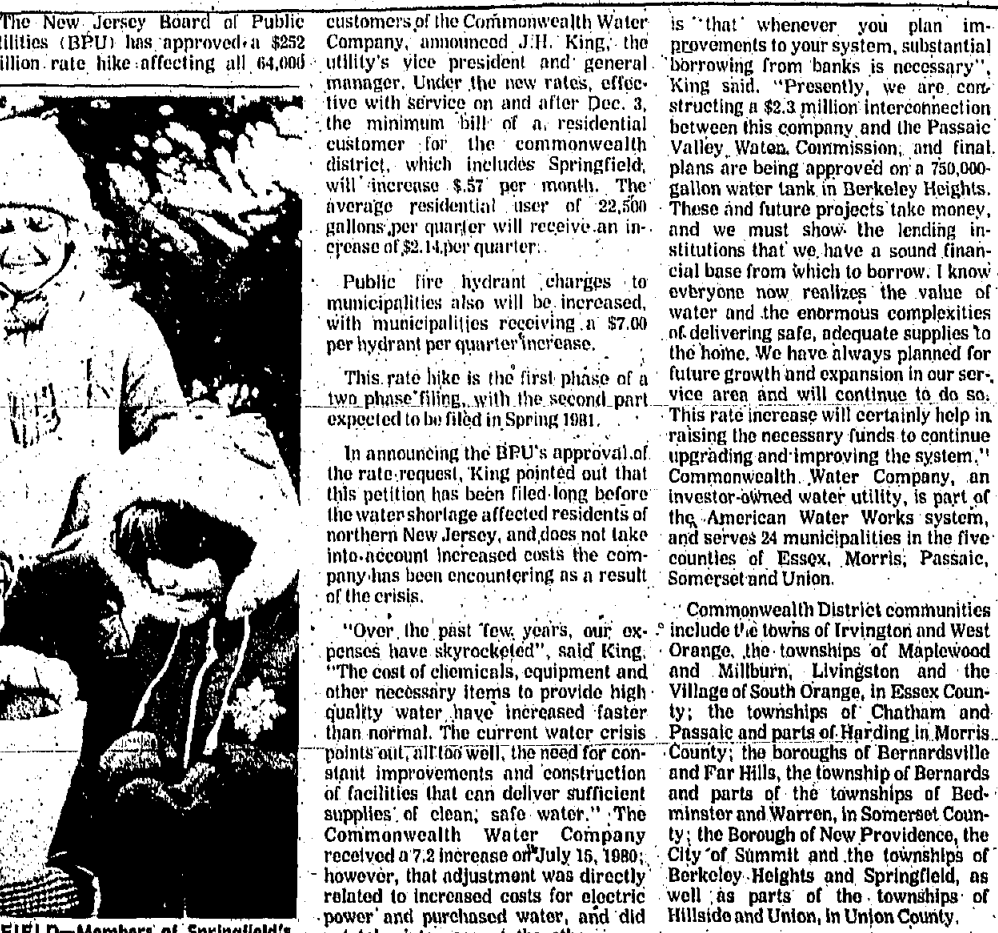 The New Jersey Board of Public
tilities (BPU) has approved a $252
illion rate hike affecting all 64,000
customers of the Commonwealth Water
Company, announced J.H. King, the
utility's vice president and general
manager. Under the new rates, effec-
tive with service on and after Dec. 3,
the minimum bill of a residential
customer for the commonwealth
district, which includes Springfield,
will increase $.57 per month. The
average residential user of 22,500
gallons per quarter will receive an in-
crease of $2.14 per quarter.
Public fire hydrant charges to
municipalities also will be increased,
with municipalities receiving a $7.00
per hydrant per quarter increase.
This rate hike is the first phase of a
two phase filing, with the second part
expected to be filed in Spring 1981.
In announcing the BPU's approval of
the rate request, King pointed out that
this petition has been filed long before
the water shortage affected residents of
northern New Jersey, and does not take
into account increased costs the com-
pany has been encountering as a result
of the crisis.
"Over the past few years, our ex-
penses have skyrocketed", said King.
"The cost of chemicals, equipment and
other necessary items to provide high
quality water have increased faster
than normal. The current water crisis
points out, all too well, the need for con-
stant improvements and construction
of facilities that can deliver sufficient
supplies of clean, safe water." The
Commonwealth Water Company
received a 7.2 increase on July 15, 1980;
however, that adjustment was directly
related to increased costs for electric
power and purchased water, and did
is "that whenever you plan im-
provements to your system, substantial
borrowing from banks is necessary",
King said. "Presently, we are con-
structing a $2.3 million interconnection
between this company and the Passaic
Valley Water Commission, and final
plans are being approved on a 750,000-
gallon water tank in Berkeley Heights.
These and future projects take money,
and we must show the lending in-
stitutions that we have a sound finan-
cial base from which to borrow. I know
everyone now realizes the value of
water and the enormous complexities
of delivering safe, adequate supplies to
the home. We have always planned for
future growth and expansion in our ser-
vice area and will continue to do so.
This rate increase will certainly help in
raising the necessary funds to continue
upgrading and improving the system."
Commonwealth Water Company, an
investor-owned water utility, is part of
the American Water Works system,
and serves 24 municipalities in the five
counties of Essex, Morris, Passaic,
Somerset and Union.
Commonwealth District communities
include the towns of Irvington and West
Orange, the townships of Maplewood
and Millburn, Livingston and the
Village of South Orange, in Essex Coun-
ty; the townships of Chatham and
Passaic and parts of Harding in Morris
County; the boroughs of Bernardsville
and Far Hills, the township of Bernards
and parts of the townships of Bed-
minster and Warren, in Somerset Coun-
ty; the Borough of New Providence, the
City of Summit and the townships of
Berkeley Heights and Springfield, as
well as parts of the townships of
Hillside and Union, in Union County.
FIELD—Members of Springfield's